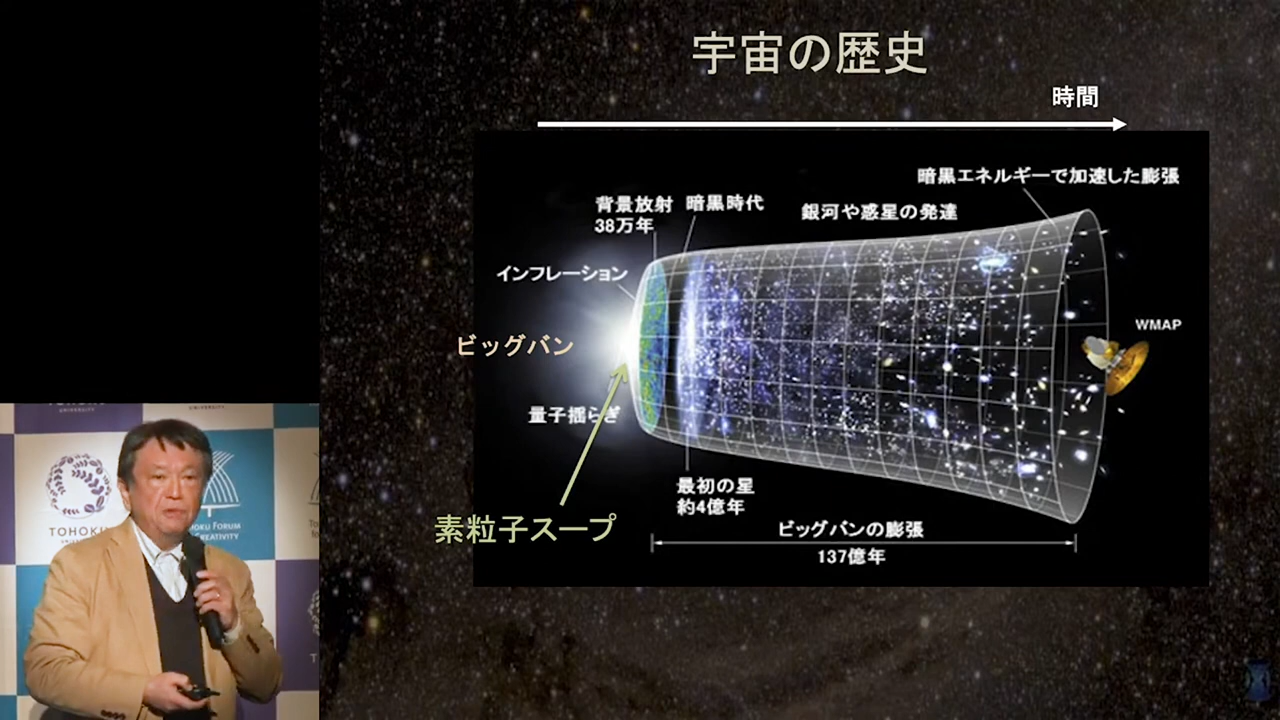 宇宙の歴史
時間
暗黒エネルギーで加速した膨張
背景放射
38万年
暗黒時代
銀河や惑星の発達
インフレーション
WMAP
ビッグバン
量子揺らぎ
最初の星
約4億年
素粒子スープ
ビッグバンの膨張
137億年
UNIVERSITY
TOHOKU
OKU FORUM
CREATIVITY